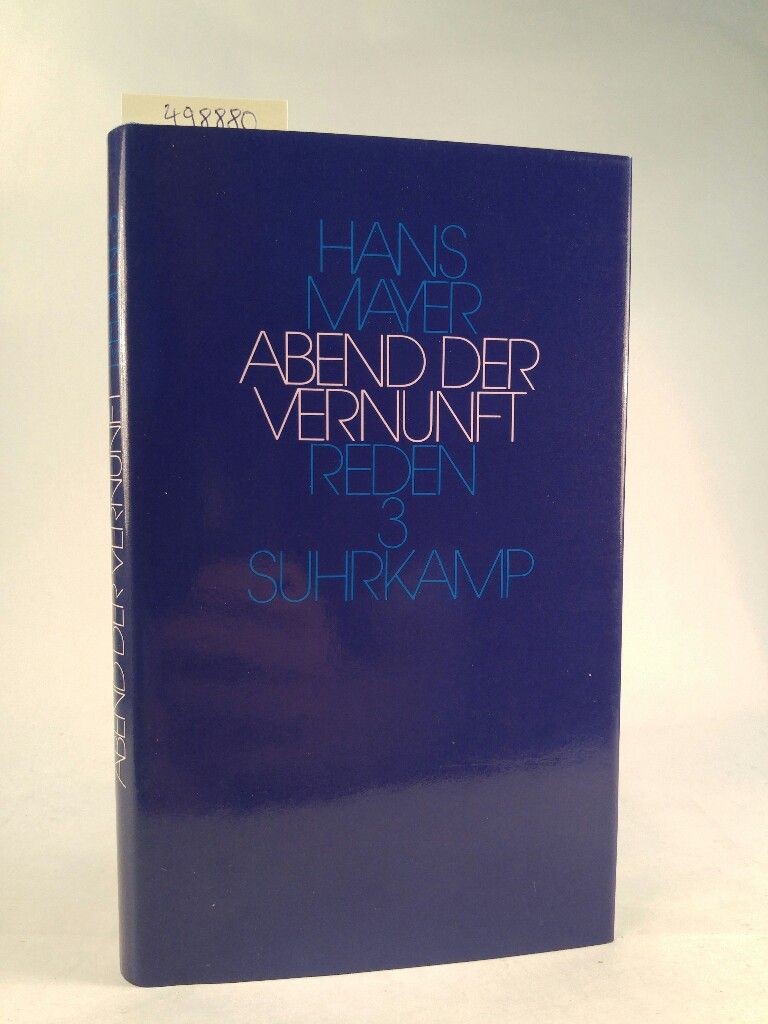 498880
HANS
MAYER
ABEND DER
VERNUNFT
REDEN
3
SUHRKAMP
ABEND DER VERNUNFT